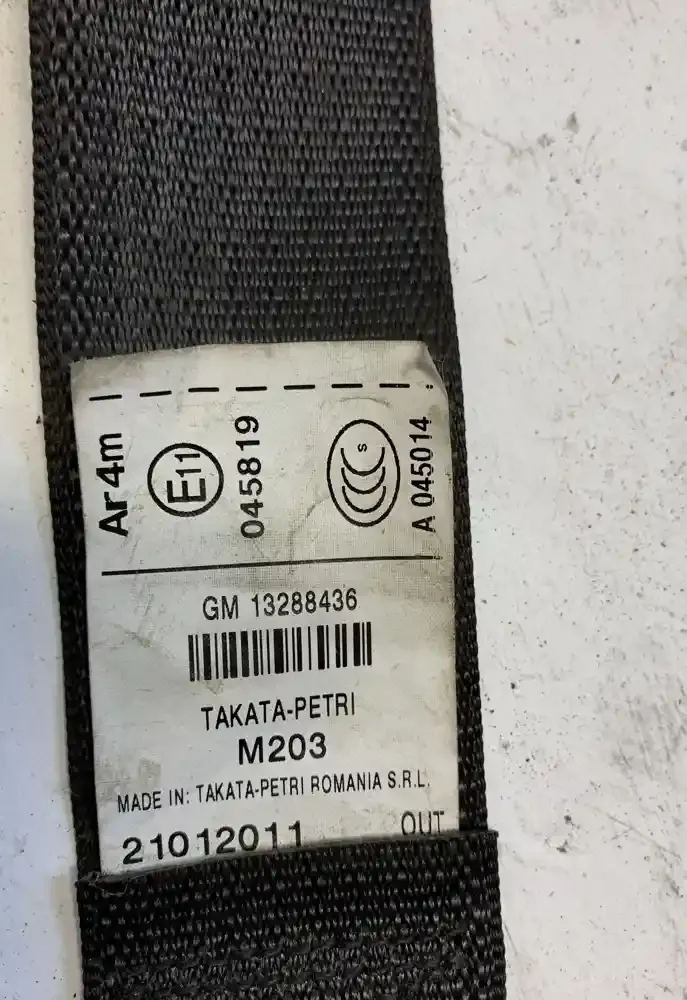 Ar4m
E11
045819
S
A 045014
GM 13288436
TAKATA-PETRI
M203
MADE IN: TAKATA-PETRI ROMANIA S.R.L.
21012011 OUT